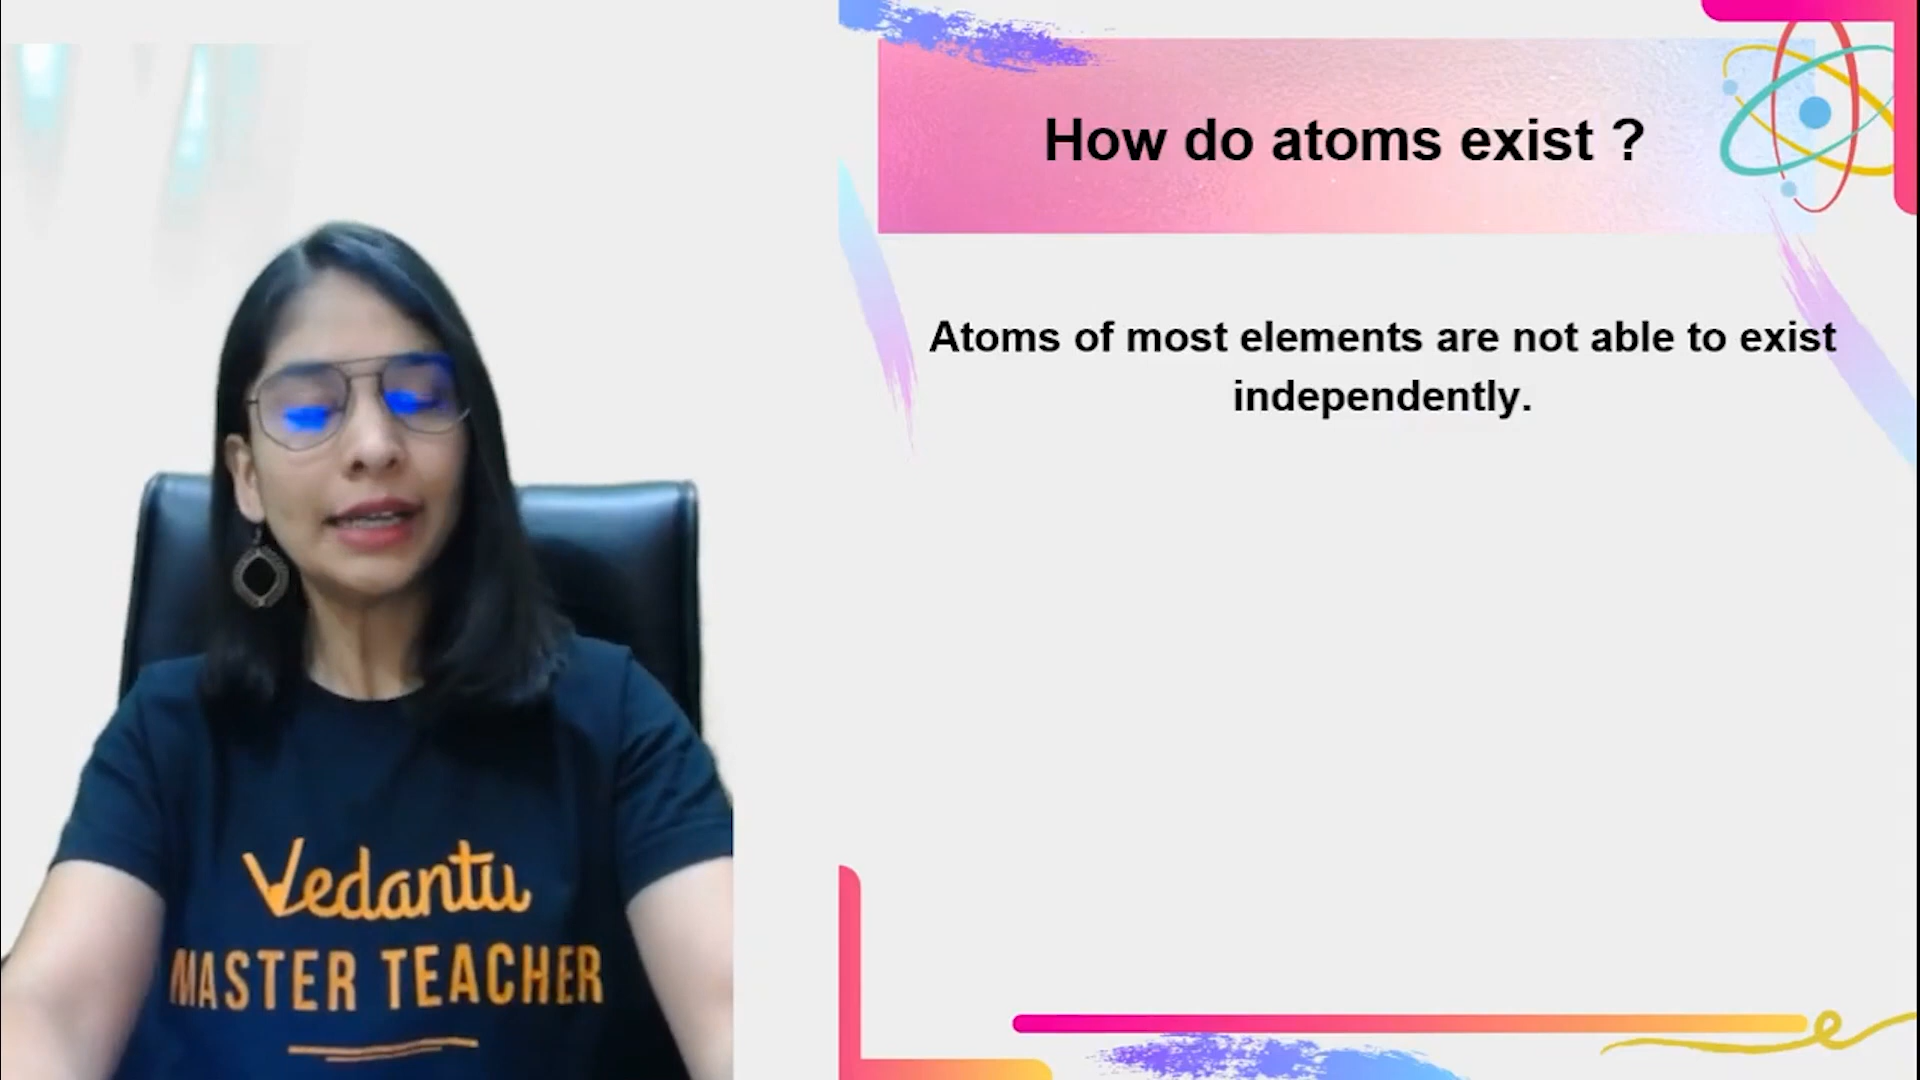 How do atoms exist ?
Atoms of most elements are not able to exist
independently.
Vedantu
MASTER TEACHER